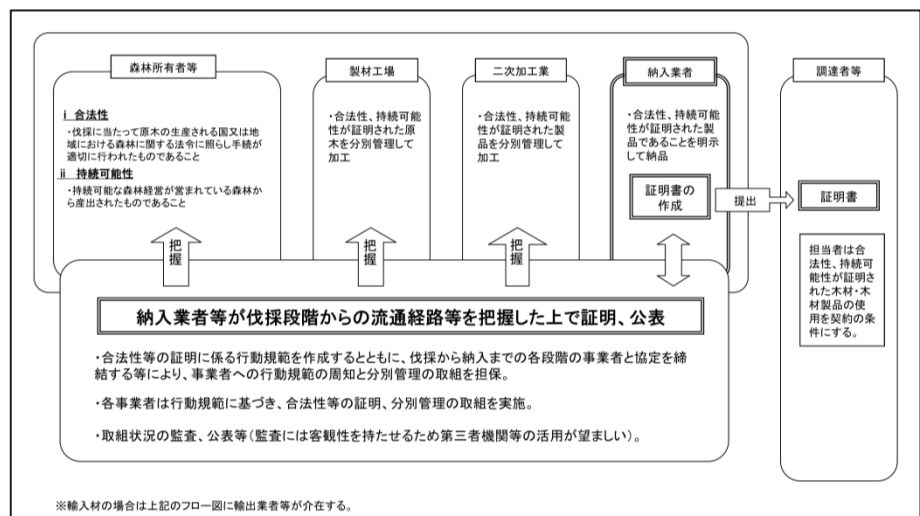 森林所有者等
ⅰ 合法性
・伐採に当たって原木の生産される国又は地
域における森林に関する法令に照らし手続が
適切に行われたものであること
ⅱ 持続可能性
・持続可能な森林経営が営まれている森林か
ら産出されたものであること
製材工場
・合法性、持続可能
性が証明された原
木を分別管理して
加工
二次加工業
・合法性、持続可能
性が証明された製
品を分別管理して
加工
納入業者
・合法性、持続可能
性が証明された製
品であることを明示
して納品
証明書の
作成
提出
調達者等
証明書
担当者は合
法性、持続可
能性が証明
された木材・木
材製品の使
用を契約の条
件にする。
把握
把握
把握
納入業者等が伐採段階からの流通経路等を把握した上で証明、公表
・合法性等の証明に係る行動規範を作成するとともに、伐採から納入までの各段階の事業者と協定を締
結する等により、事業者への行動規範の周知と分別管理の取組を担保。
・各事業者は行動規範に基づき、合法性等の証明、分別管理の取組を実施。
・取組状況の監査、公表等(監査には客観性を持たせるため第三者機関等の活用が望ましい)。
※輸入材の場合は上記のフロー図に輸出業者等が介在する。